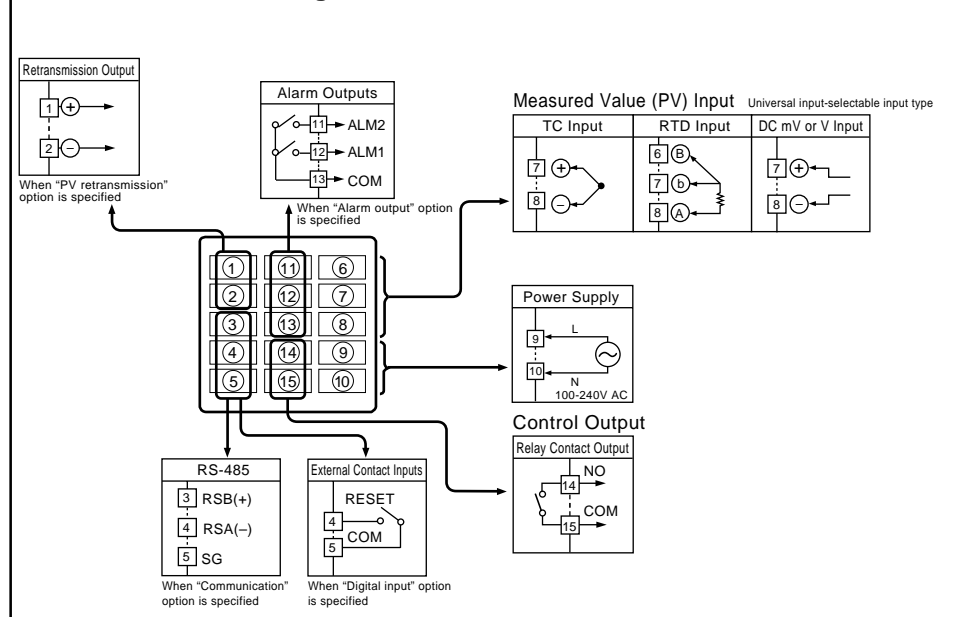 Retransmission Output
1 +
2 −
When "PV retransmission"
option is specified
Alarm Outputs
11 ALM2
12 ALM1
13 COM
When "Alarm output" option
is specified
Measured Value (PV) Input Universal input-selectable input type
TC Input
7 +
8 −
RTD Input
6 B
7 b
8 A
DC mV or V Input
7 +
8 −
1 11 6
2 12 7
3 13 8
4 14 9
5 15 10
Power Supply
9 L
10 N
100-240V AC
Control Output
Relay Contact Output
NO
14
COM
15
RS-485
3 RSB(+)
4 RSA(–)
5 SG
When "Communication"
option is specified
External Contact Inputs
RESET
4
COM
5
When "Digital input" option
is specified